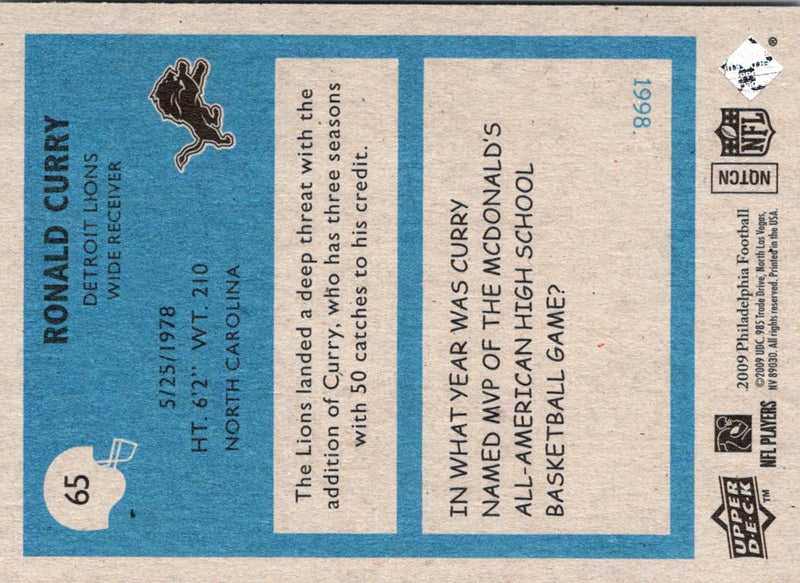 65
RONALD CURRY
DETROIT LIONS
WIDE RECEIVER
5/25/1978
HT. 6'2" WT. 210
NORTH CAROLINA
The Lions landed a deep threat with the
addition of Curry, who has three seasons
with 50 catches to his credit.
IN WHAT YEAR WAS CURRY
NAMED MVP OF THE MCDONALD'S
ALL-AMERICAN HIGH SCHOOL
BASKETBALL GAME?
1998.
UPPER
DECK
™
NFL PLAYERS
2009 Philadelphia Football
©2009 UDC. 985 Trade Drive, North Las Vegas,
NV 89030. All rights reserved. Printed in the USA.
NQTCN
NFL
®